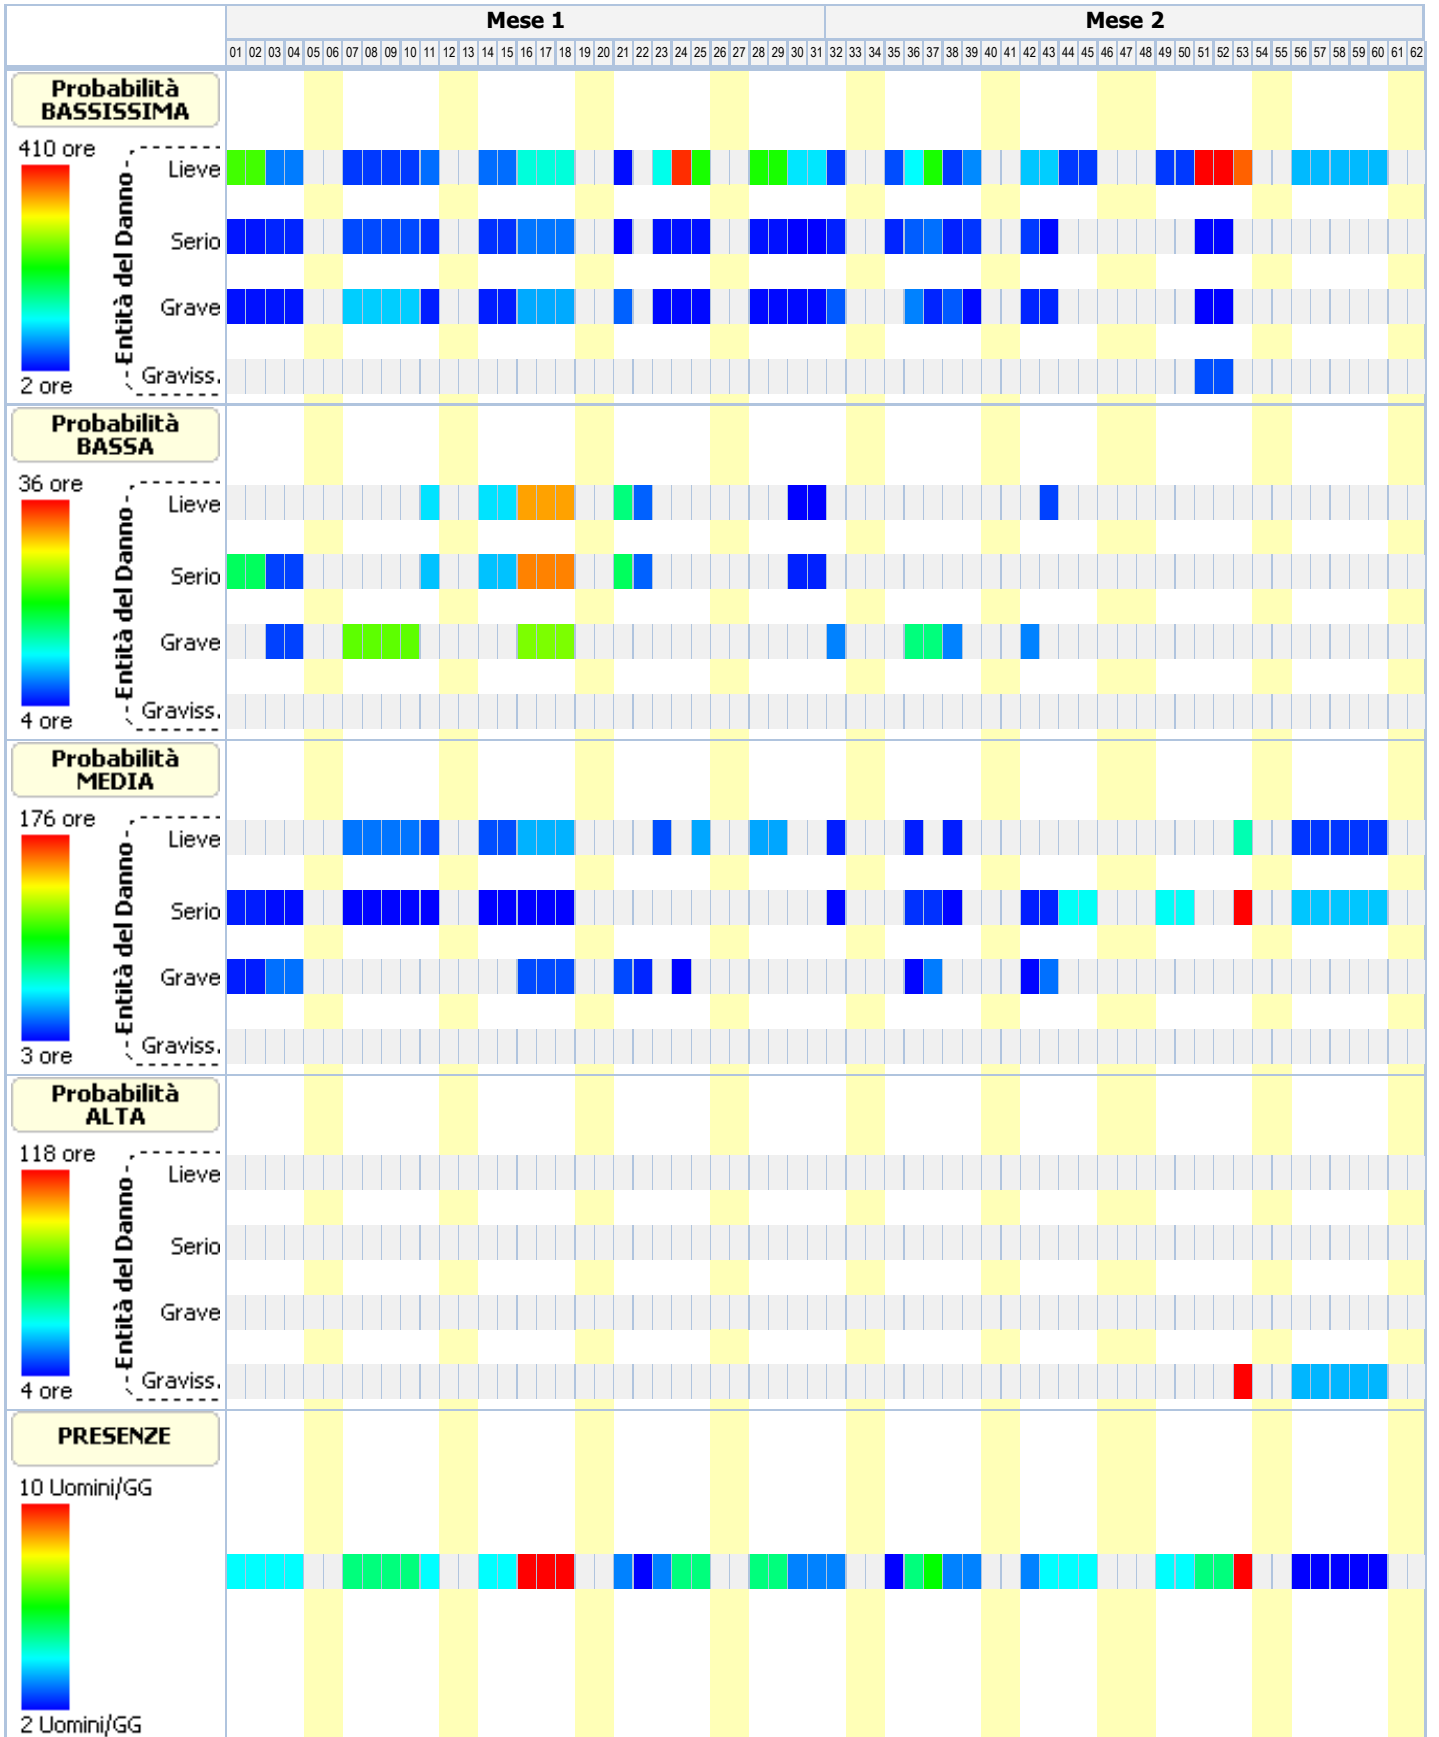 Mese 1 Mese 2
01 02 03 04 05 06 07 08 09 10 11 12 13 14 15 16 17 18 19 20 21 22 23 24 25 26 27 28 29 30 31 32 33 34 35 36 37 38 39 40 41 42 43 44 45 46 47 48 49 50 51 52 53 54 55 56 57 58 59 60 61 62
Probabilità
BASSISSIMA
410 ore
Entità del Danno
Lieve
Serio
Grave
Graviss.
2 ore
Probabilità
BASSA
36 ore
Entità del Danno
Lieve
Serio
Grave
Graviss.
4 ore
Probabilità
MEDIA
176 ore
Entità del Danno
Lieve
Serio
Grave
Graviss.
3 ore
Probabilità
ALTA
118 ore
Entità del Danno
Lieve
Serio
Grave
Graviss.
4 ore
PRESENZE
10 Uomini/GG
2 Uomini/GG